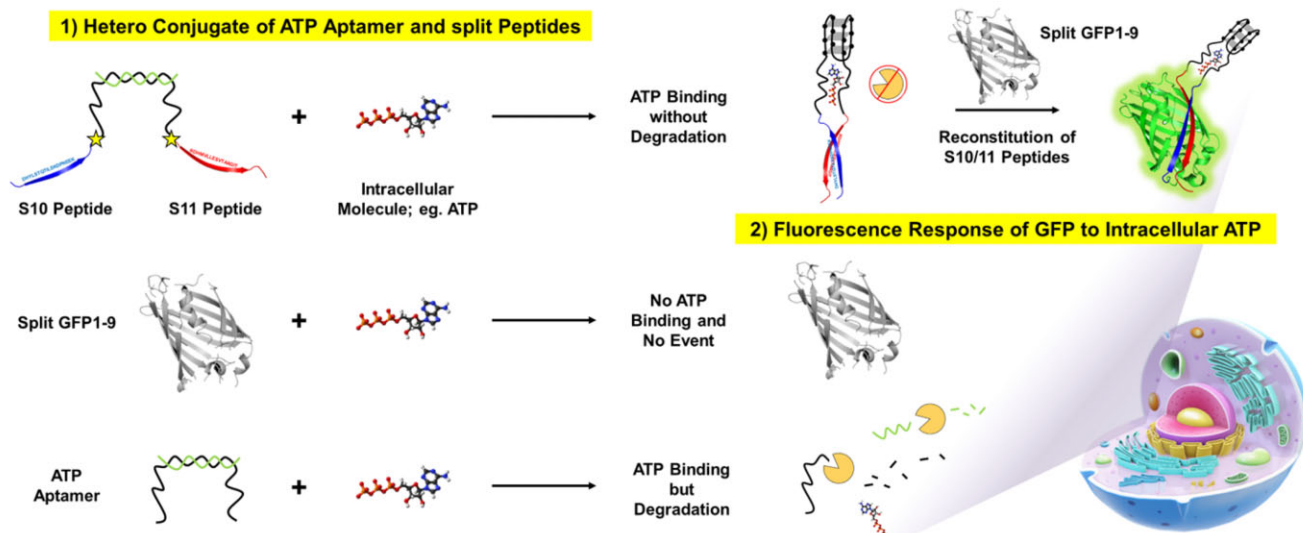 1) Hetero Conjugate of ATP Aptamer and split Peptides
S10 Peptide
S11 Peptide
+
Intracellular
Molecule; eg. ATP
ATP Binding
without
Degradation
Split GFP1-9
Reconstitution of
S10/11 Peptides
2) Fluorescence Response of GFP to Intracellular ATP
Split GFP1-9
+
No ATP
Binding and
No Event
ATP
Aptamer
+
ATP Binding
but
Degradation